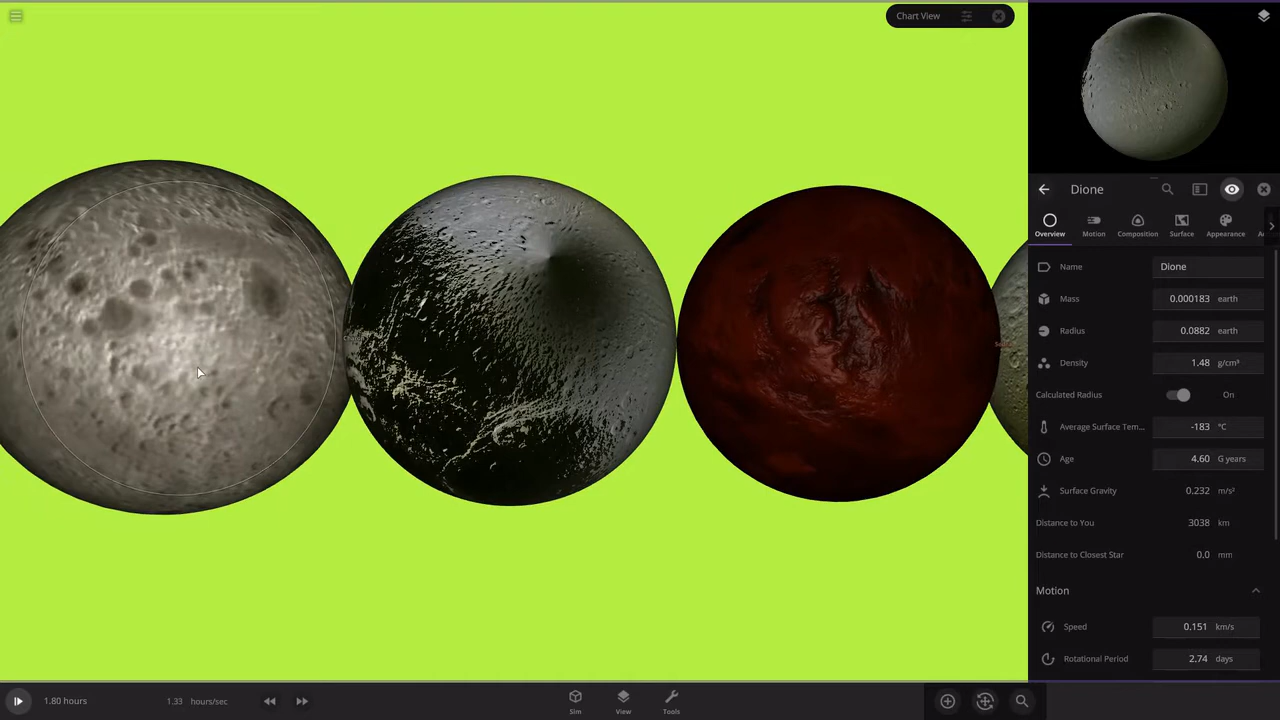 Chart View
Dione
Overview
Motion
Composition
Surface
Appearance
Name Dione
Mass 0.000183 earth
Radius 0.0882 earth
Density 1.48 g/cm³
Calculated Radius On
Average Surface Tem... -183 °C
Age 4.60 G years
Surface Gravity 0.232 m/s²
Distance to You 3038 km
Distance to Closest Star 0.0 mm
Motion
Speed 0.151 km/s
Rotational Period 2.74 days
1.80 hours
1.33 hours/sec
Sim
View
Tools